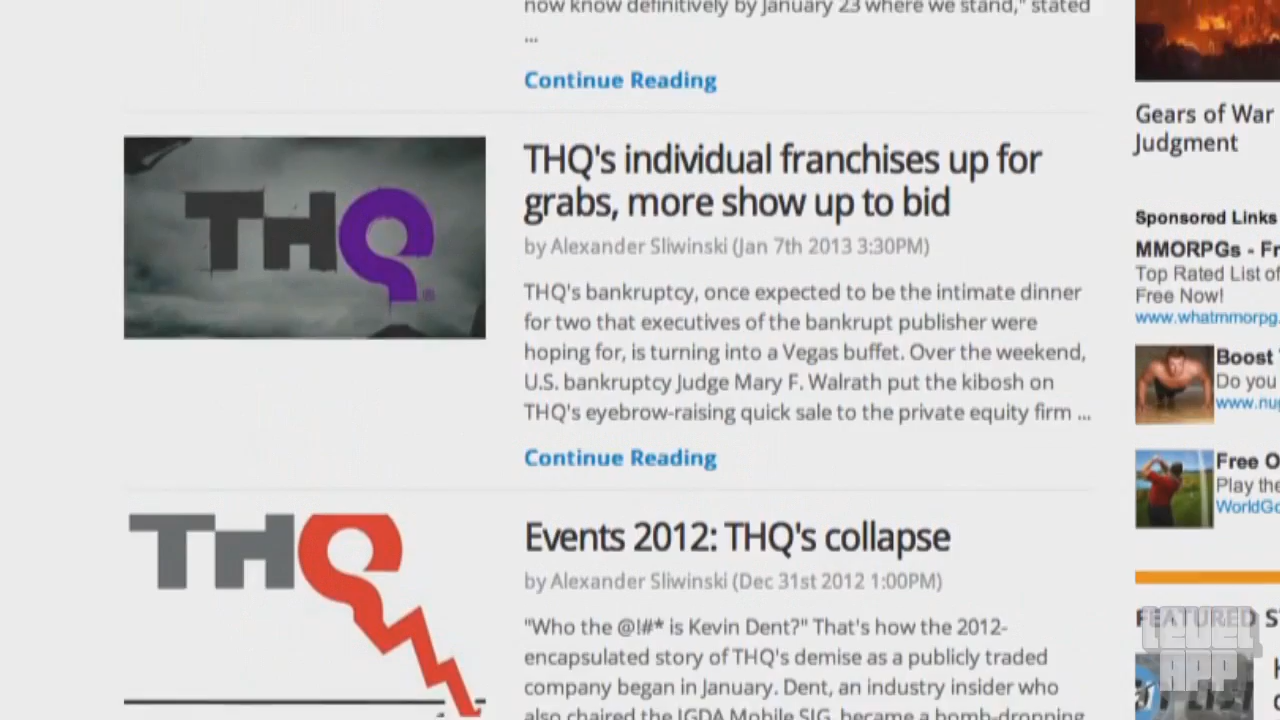 now know definitively by January 23 where we stand," stated
...
Continue Reading
THQ
THQ's individual franchises up for
grabs, more show up to bid
by Alexander Sliwinski (Jan 7th 2013 3:30PM)
THQ's bankruptcy, once expected to be the intimate dinner
for two that executives of the bankrupt publisher were
hoping for, is turning into a Vegas buffet. Over the weekend,
U.S. bankruptcy Judge Mary F. Walrath put the kibosh on
THQ's eyebrow-raising quick sale to the private equity firm ...
Continue Reading
THQ
Events 2012: THQ's collapse
by Alexander Sliwinski (Dec 31st 2012 1:00PM)
"Who the @!#* is Kevin Dent?" That's how the 2012-
encapsulated story of THQ's demise as a publicly traded
company began in January. Dent, an industry insider who
also chaired the IGDA Mobile SIG, became a bomb-dropping
Gears of War
Judgment
Sponsored Links
MMORPGs - Fr
Top Rated List of
Free Now!
www.whatmmorpg.
Boost
Do you
www.nug
Free O
Play the
WorldGo
FEATURED S
LEVEL
APP